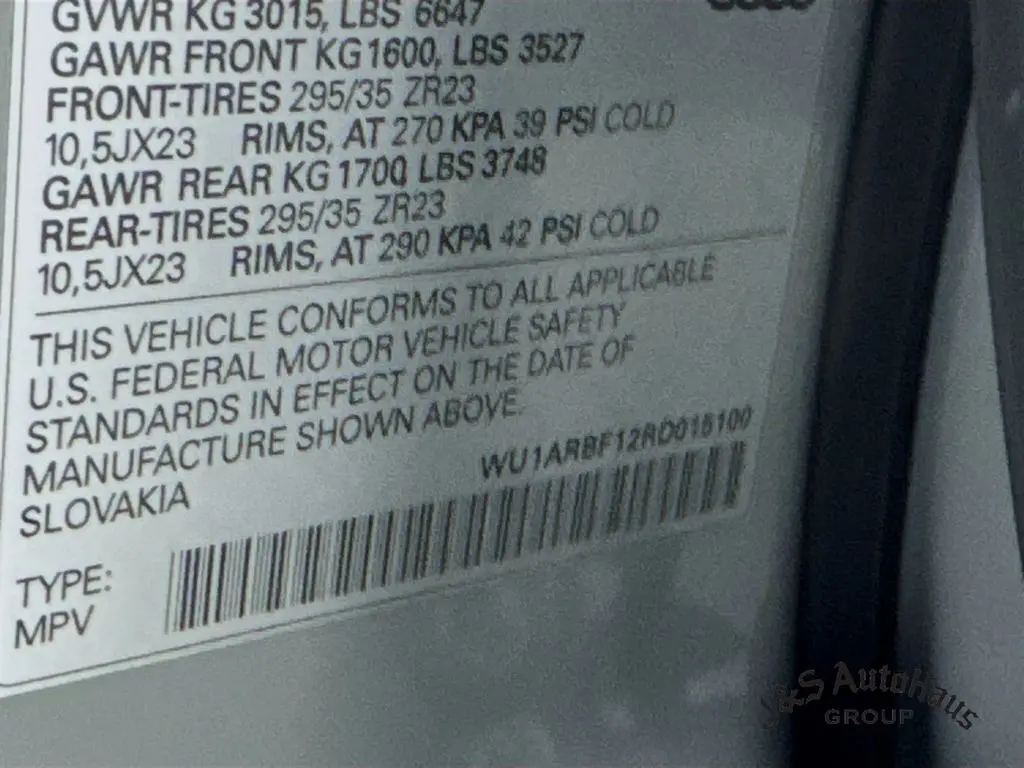 GVWR KG 3015, LBS 6647
GAWR FRONT KG 1600, LBS 3527
FRONT-TIRES 295/35 ZR23
10,5JX23 RIMS, AT 270 KPA 39 PSI COLD
GAWR REAR KG 1700 LBS 3748
REAR-TIRES 295/35 ZR23
10,5JX23 RIMS, AT 290 KPA 42 PSI COLD
THIS VEHICLE CONFORMS TO ALL APPLICABLE
U.S. FEDERAL MOTOR VEHICLE SAFETY
STANDARDS IN EFFECT ON THE DATE OF
MANUFACTURE SHOWN ABOVE.
SLOVAKIA
WU1ARBF12RD015100
TYPE:
MPV
S&S AutoHaus
GROUP